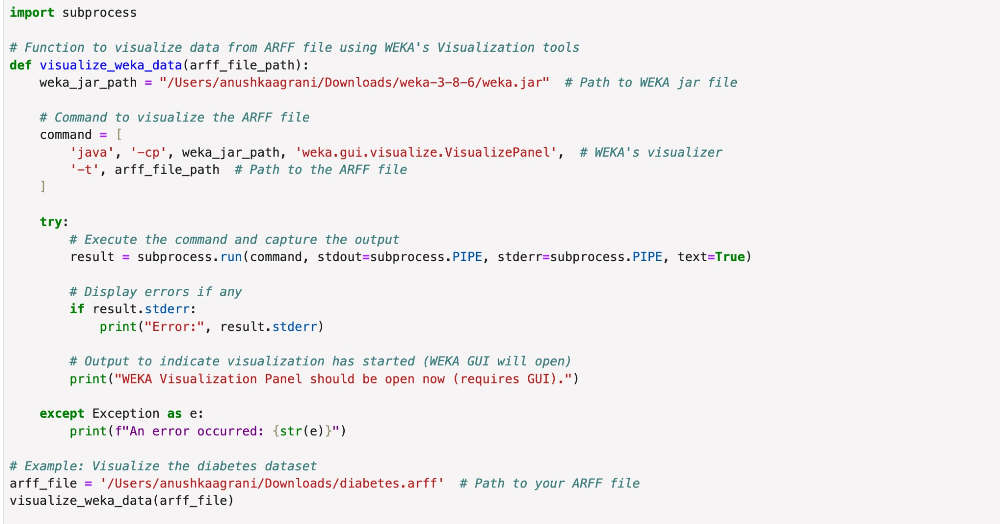 import subprocess
# Function to visualize data from ARFF file using WEKA's Visualization tools
def visualize_weka_data(arff_file_path):
    weka_jar_path = "/Users/anushkaagrani/Downloads/weka-3-8-6/weka.jar"  # Path to WEKA jar file
    # Command to visualize the ARFF file
    command = [
        'java', '-cp', weka_jar_path, 'weka.gui.visualize.VisualizePanel',  # WEKA's visualizer
        '-t', arff_file_path  # Path to the ARFF file
    ]
    try:
        # Execute the command and capture the output
        result = subprocess.run(command, stdout=subprocess.PIPE, stderr=subprocess.PIPE, text=True)
        # Display errors if any
        if result.stderr:
            print("Error:", result.stderr)
        # Output to indicate visualization has started (WEKA GUI will open)
        print("WEKA Visualization Panel should be open now (requires GUI).")
    except Exception as e:
        print(f"An error occurred: {str(e)}")
# Example: Visualize the diabetes dataset
arff_file = '/Users/anushkaagrani/Downloads/diabetes.arff'  # Path to your ARFF file
visualize_weka_data(arff_file)